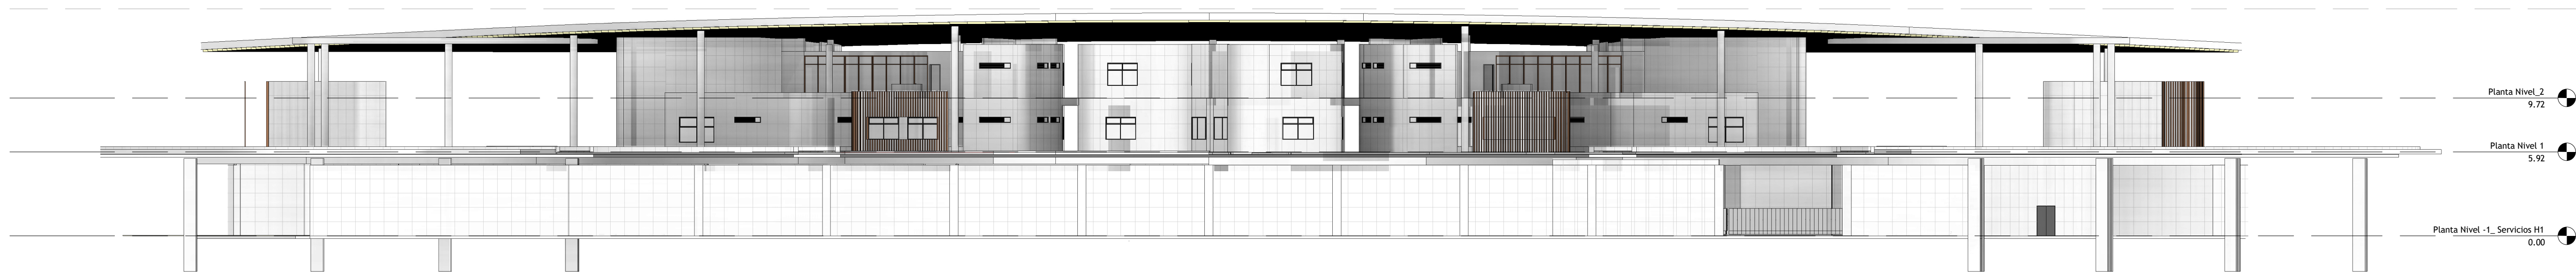 Planta Nivel_2
9.72
Planta Nivel 1
5.92
Planta Nivel -1_ Servicios H1
0.00